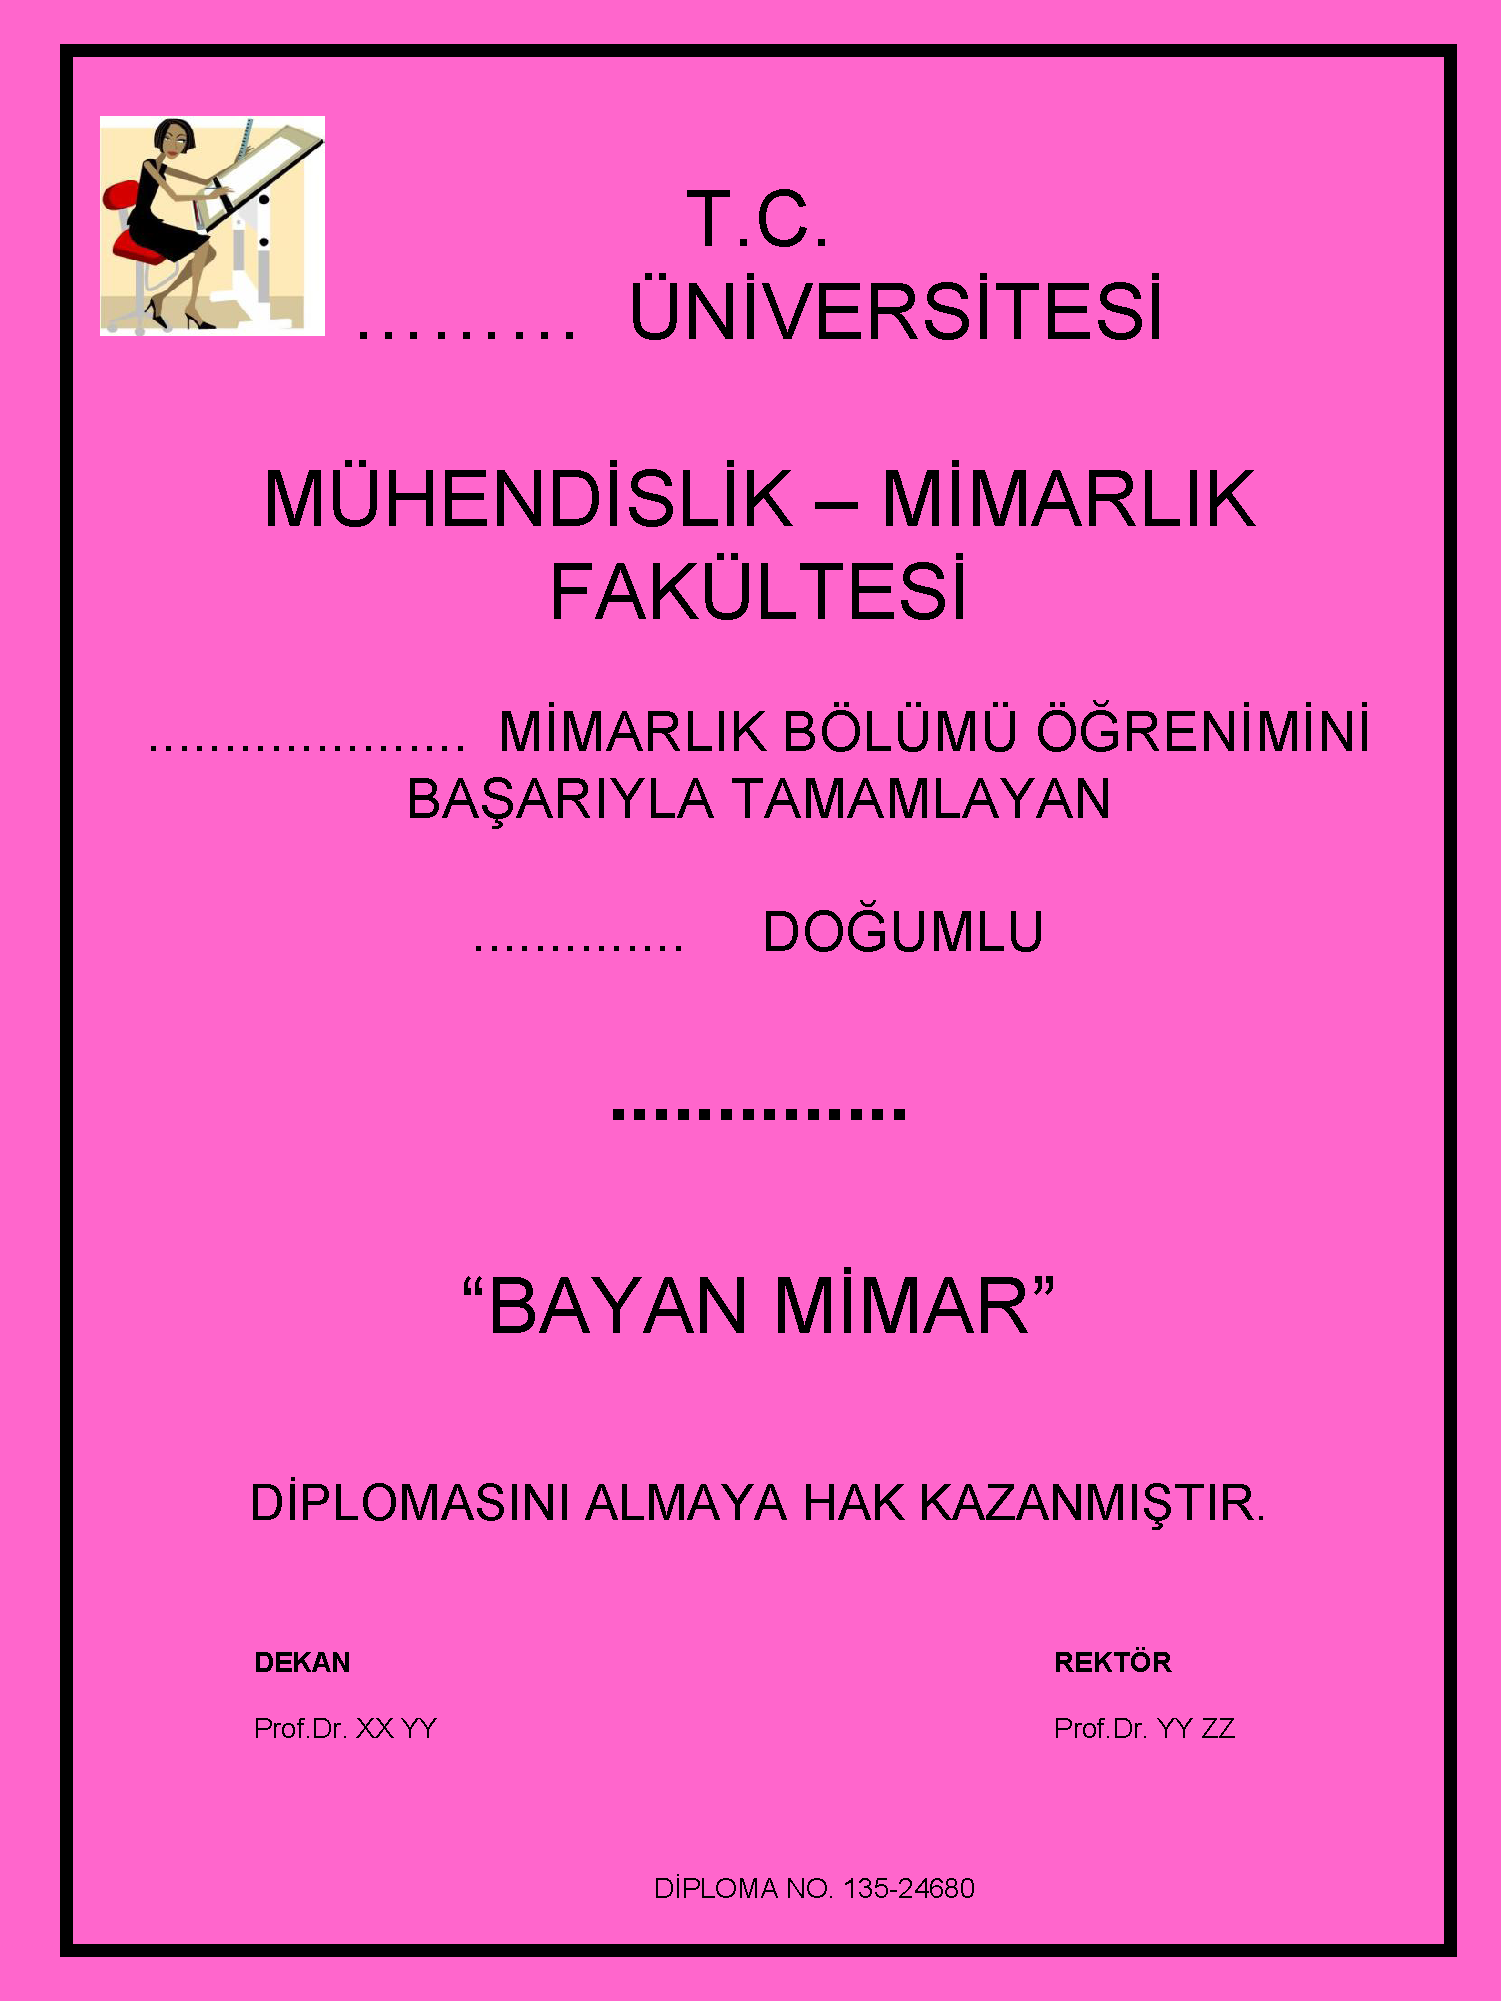 T.C.
……… ÜNİVERSİTESİ
MÜHENDİSLİK – MİMARLIK
FAKÜLTESİ
..................... MİMARLIK BÖLÜMÜ ÖĞRENİMİNİ
BAŞARIYLA TAMAMLAYAN
.............. DOĞUMLU
..............
“BAYAN MİMAR”
DİPLOMASINI ALMAYA HAK KAZANMIŞTIR.
DEKAN REKTÖR
Prof.Dr. XX YY Prof.Dr. YY ZZ
DİPLOMA NO. 135-24680